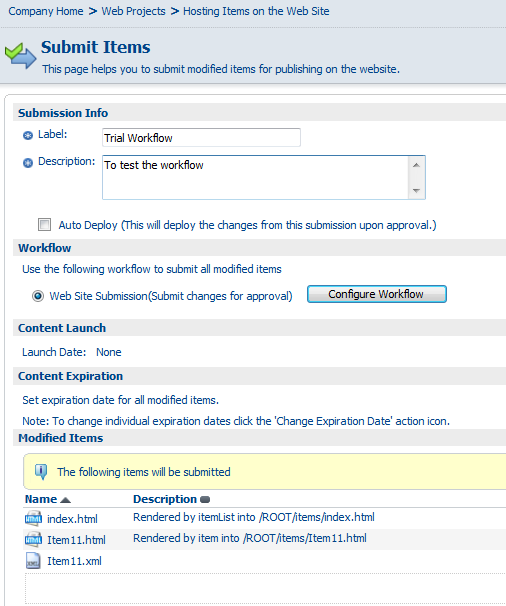 Company Home > Web Projects > Hosting Items on the Web Site
Submit Items
This page helps you to submit modified items for publishing on the website.
Submission Info
Label: Trial Workflow
Description: To test the workflow
Auto Deploy (This will deploy the changes from this submission upon approval.)
Workflow
Use the following workflow to submit all modified items
Web Site Submission(Submit changes for approval) Configure Workflow
Content Launch
Launch Date: None
Content Expiration
Set expiration date for all modified items.
Note: To change individual expiration dates click the 'Change Expiration Date' action icon.
Modified Items
The following items will be submitted
Name Description
index.html Rendered by itemList into /ROOT/items/index.html
Item11.html Rendered by item into /ROOT/items/Item11.html
Item11.xml